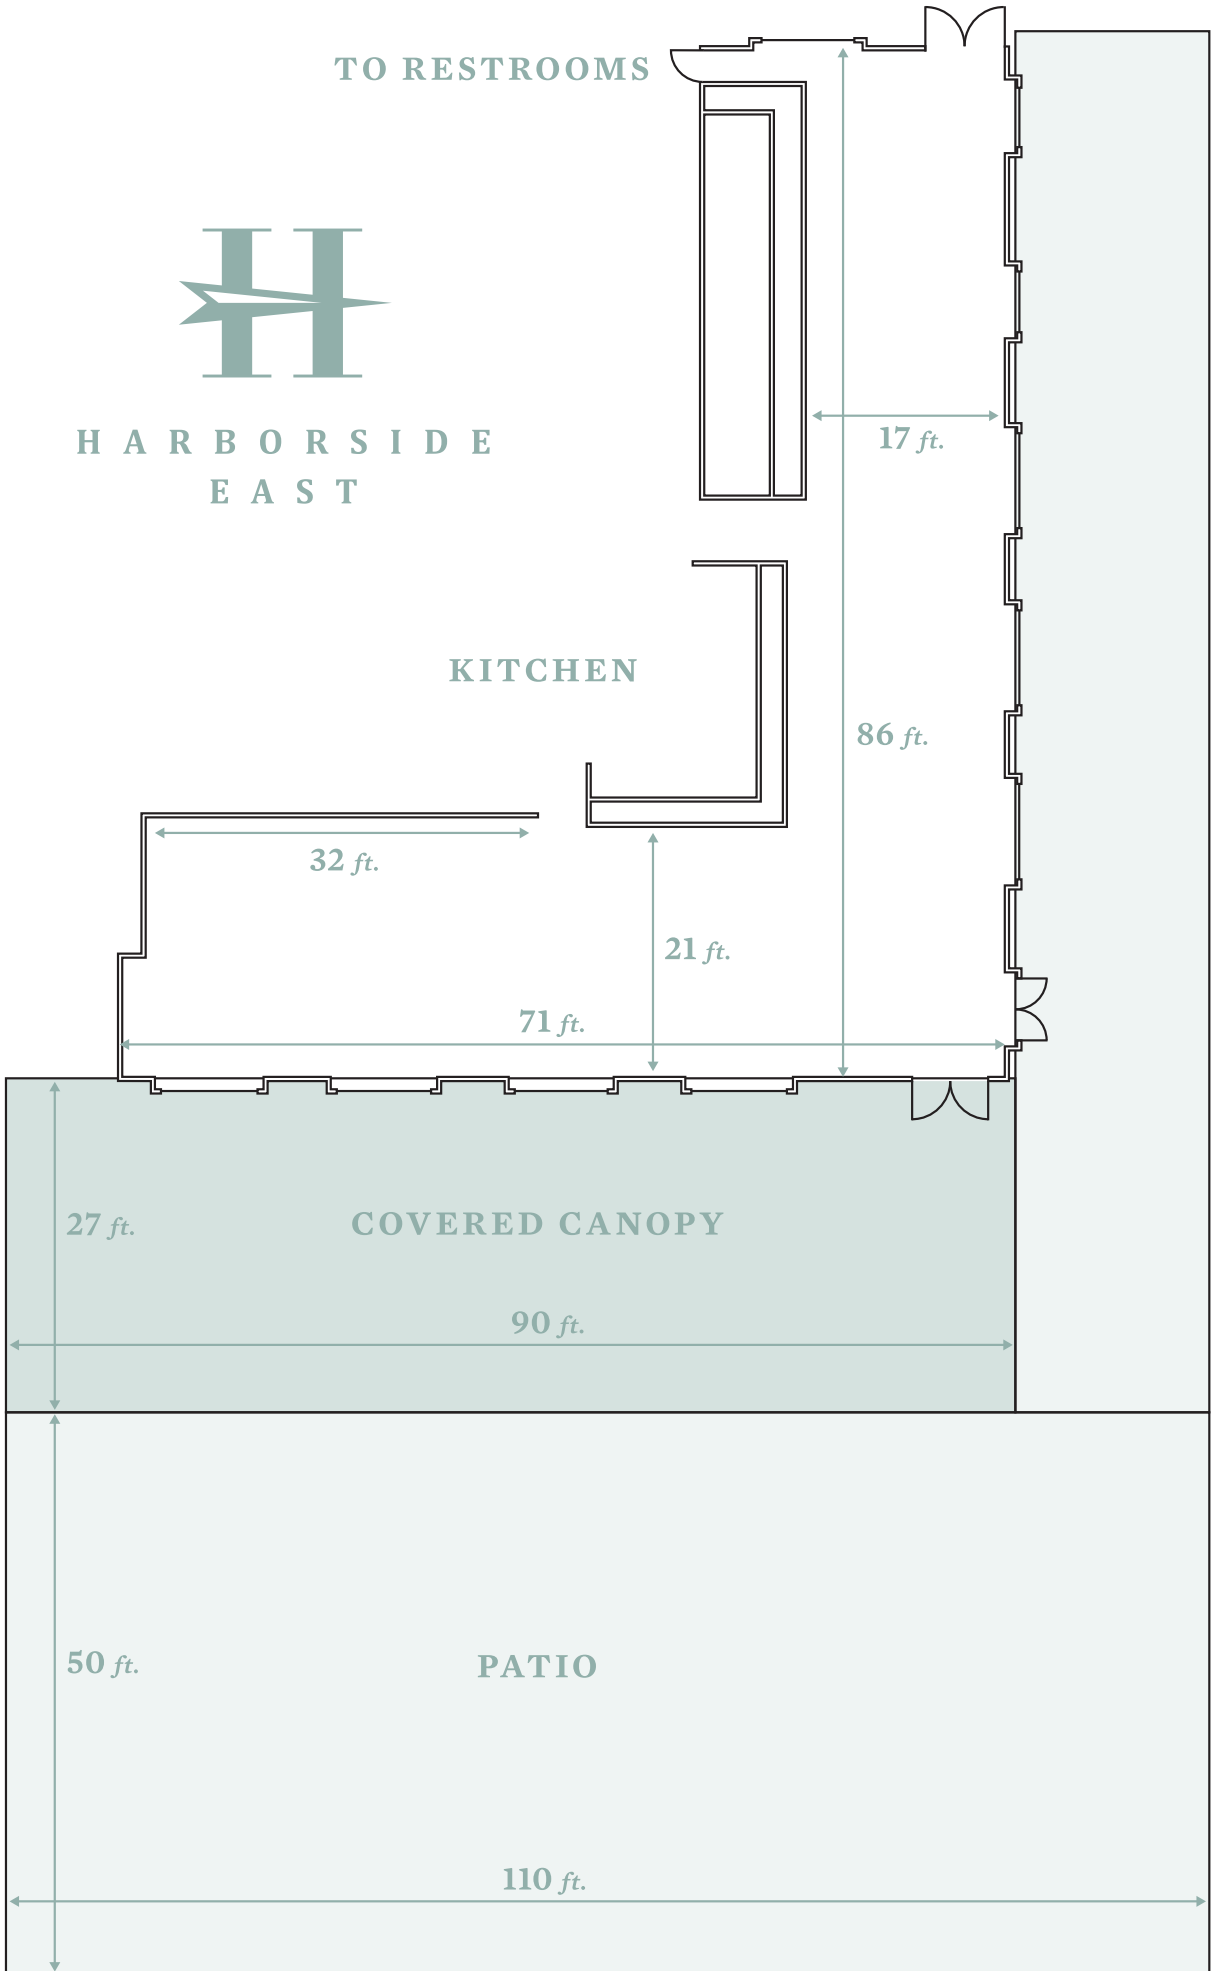 TO RESTROOMS
HARBORSIDE
EAST
17 ft.
KITCHEN
86 ft.
32 ft.
21 ft.
71 ft.
27 ft.
COVERED CANOPY
90 ft.
50 ft.
PATIO
110 ft.